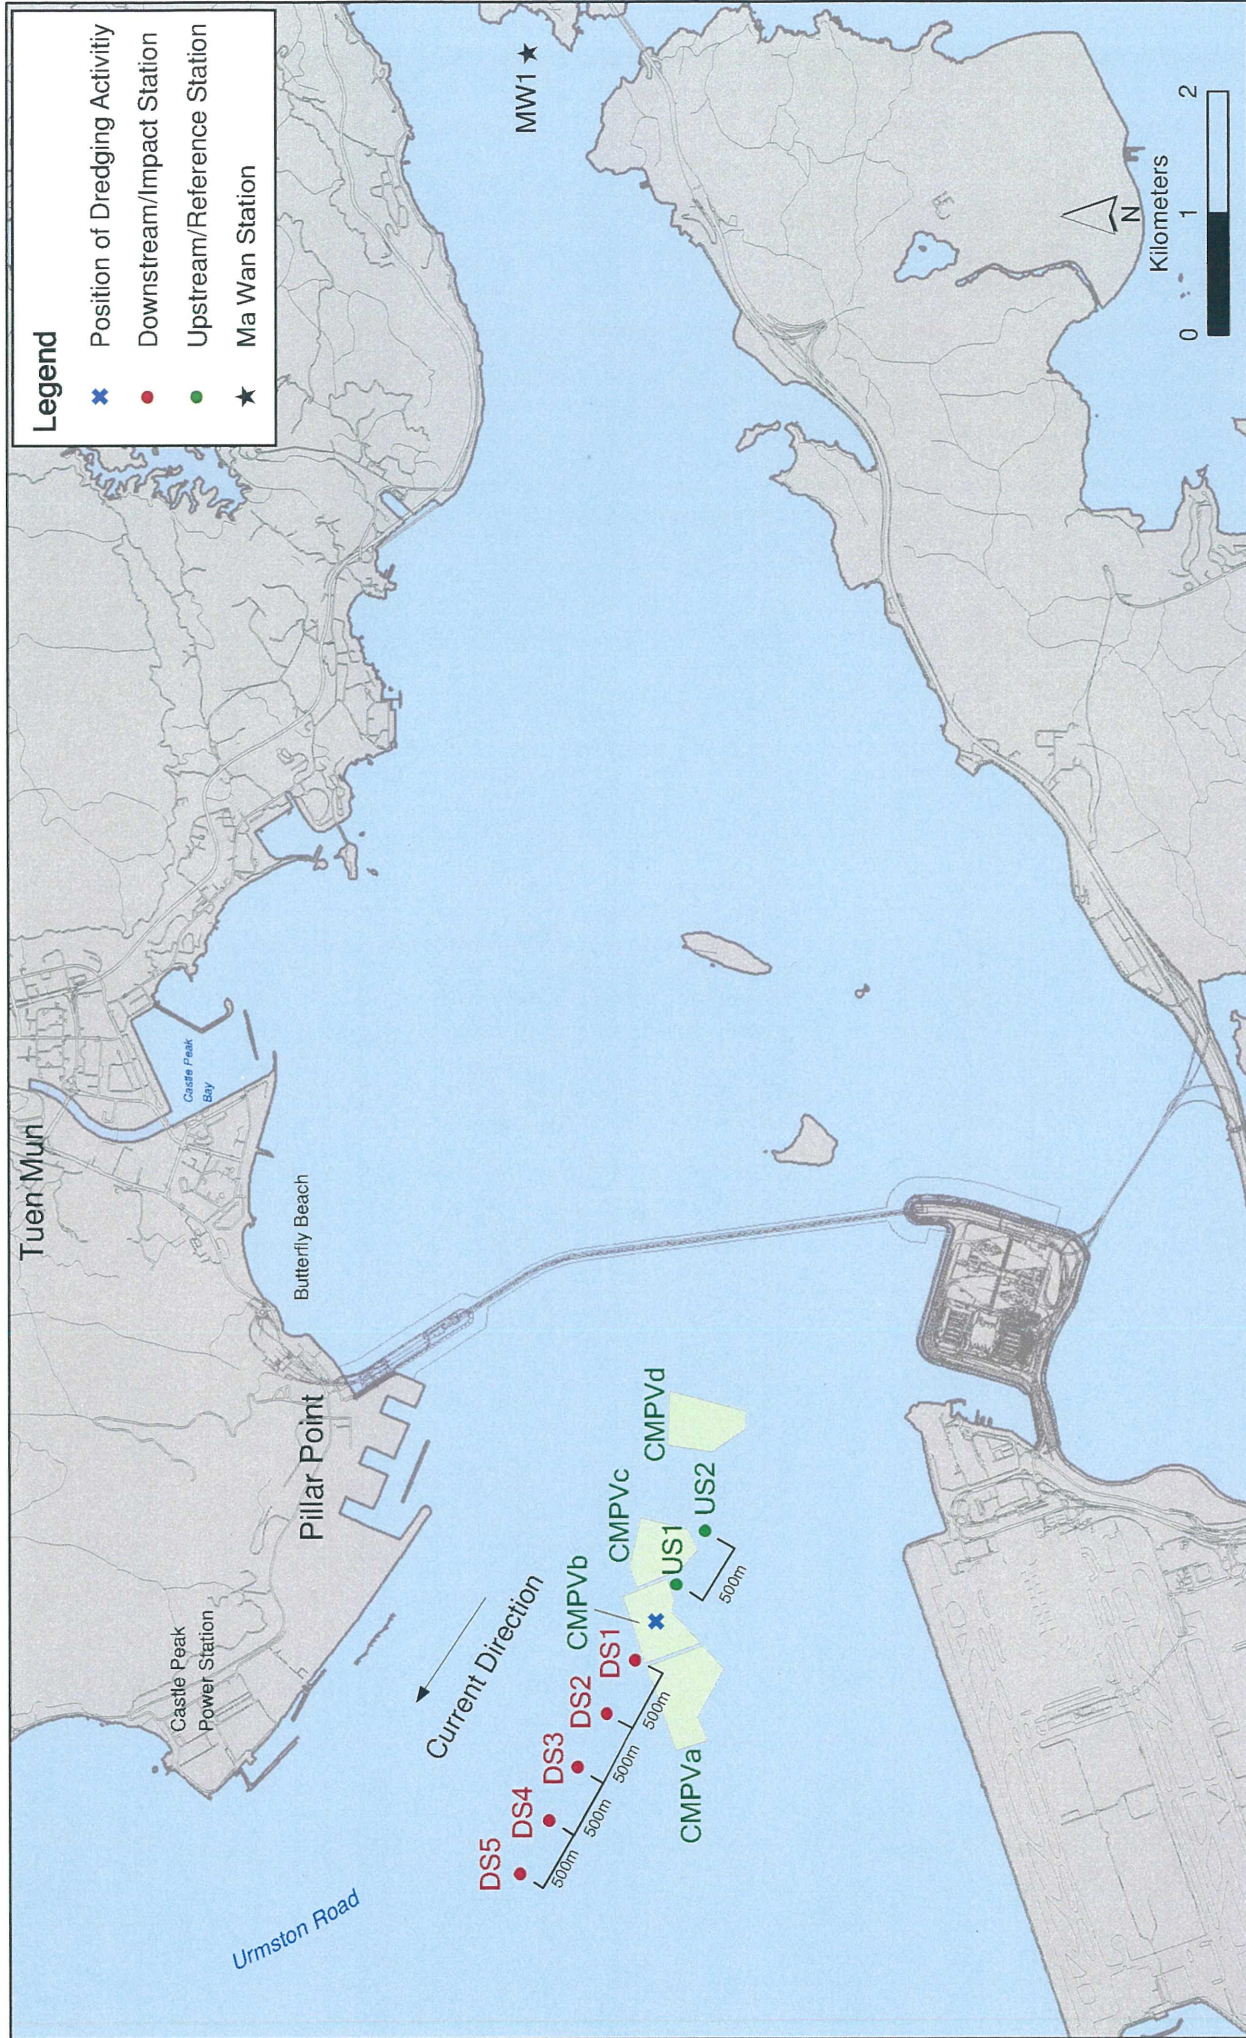 Legend
Position of Dredging Activitiy
Downstream/Impact Station
Upstream/Reference Station
Ma Wan Station
Tuen Mun
Castle Peak
Bay
Butterfly Beach
Pillar Point
Castle Peak
Power Station
Urmston Road
Current Direction
MW1
DS5
DS4
DS3
DS2
DS1
500m
500m
500m
500m
CMPVa
CMPVb
CMPVc
CMPVd
US1
US2
500m
N
Kilometers
0 1 2